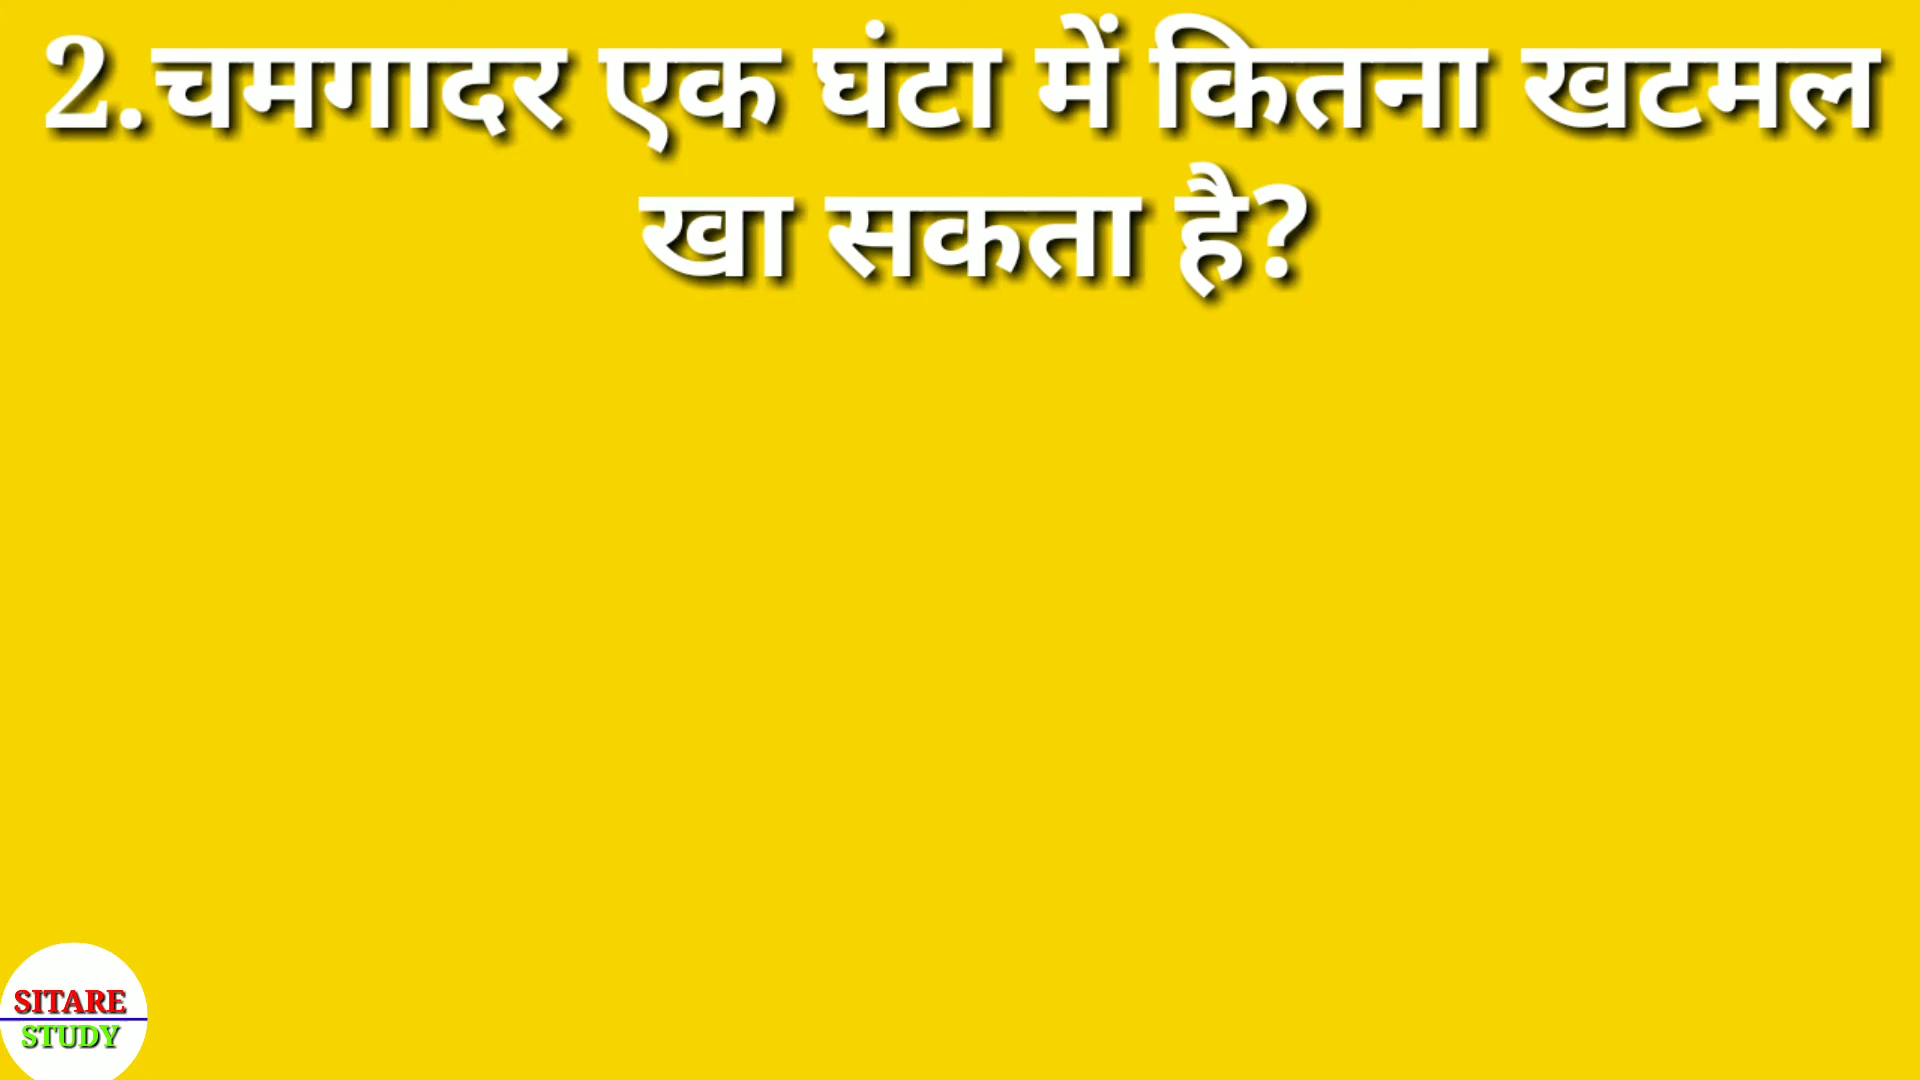 2.चमगादर एक घंटा में कितना खटमल
खा सकता है?
SITARE
STUDY